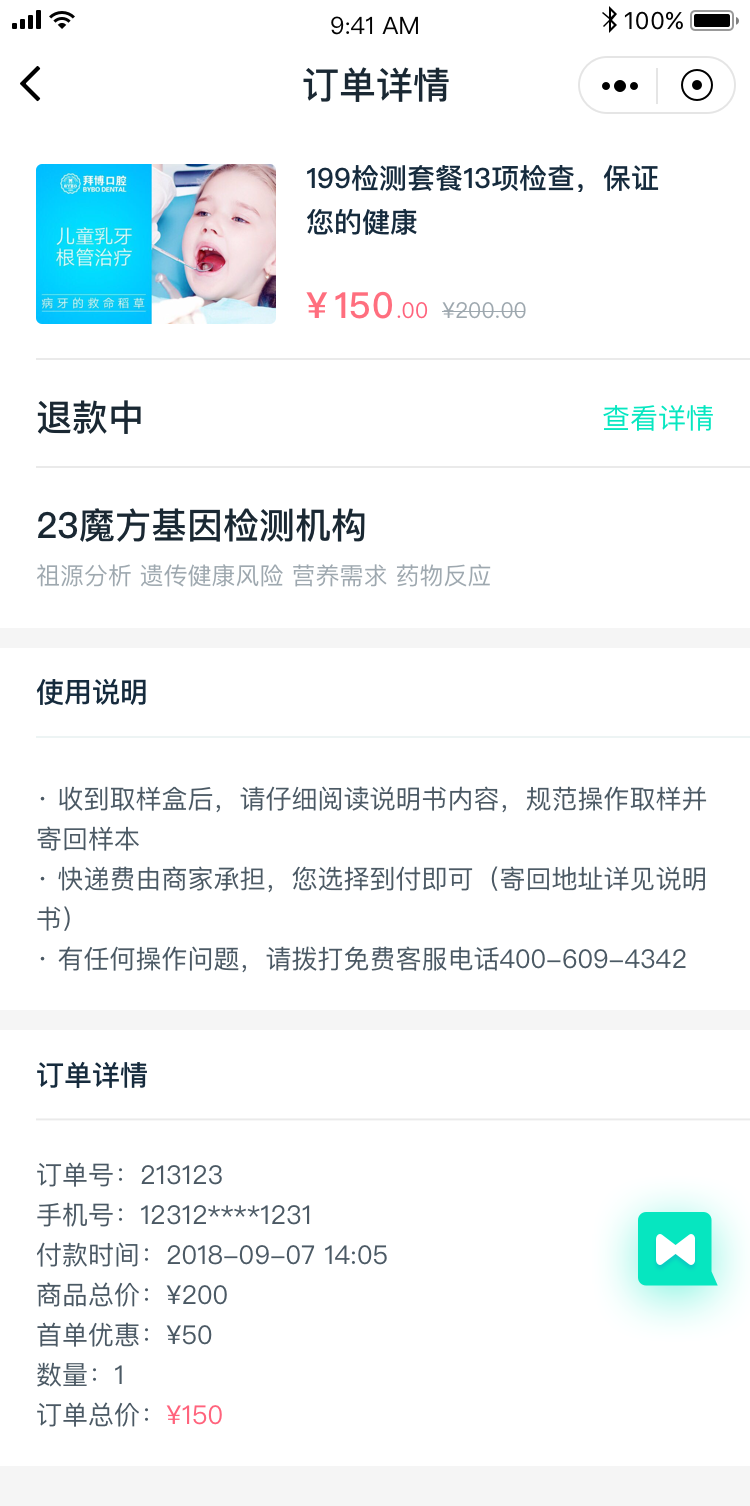 9:41 AM
100%
订单详情
拜博口腔
BYBO DENTAL
儿童乳牙
根管治疗
病牙的救命稻草
199检测套餐13项检查，保证
您的健康
¥150.00 ¥200.00
退款中
查看详情
23魔方基因检测机构
祖源分析 遗传健康风险 营养需求 药物反应
使用说明
· 收到取样盒后，请仔细阅读说明书内容，规范操作取样并
寄回样本
· 快递费由商家承担，您选择到付即可（寄回地址详见说明
书）
· 有任何操作问题，请拨打免费客服电话400-609-4342
订单详情
订单号：213123
手机号：12312****1231
付款时间：2018-09-07 14:05
商品总价：¥200
首单优惠：¥50
数量：1
订单总价：¥150